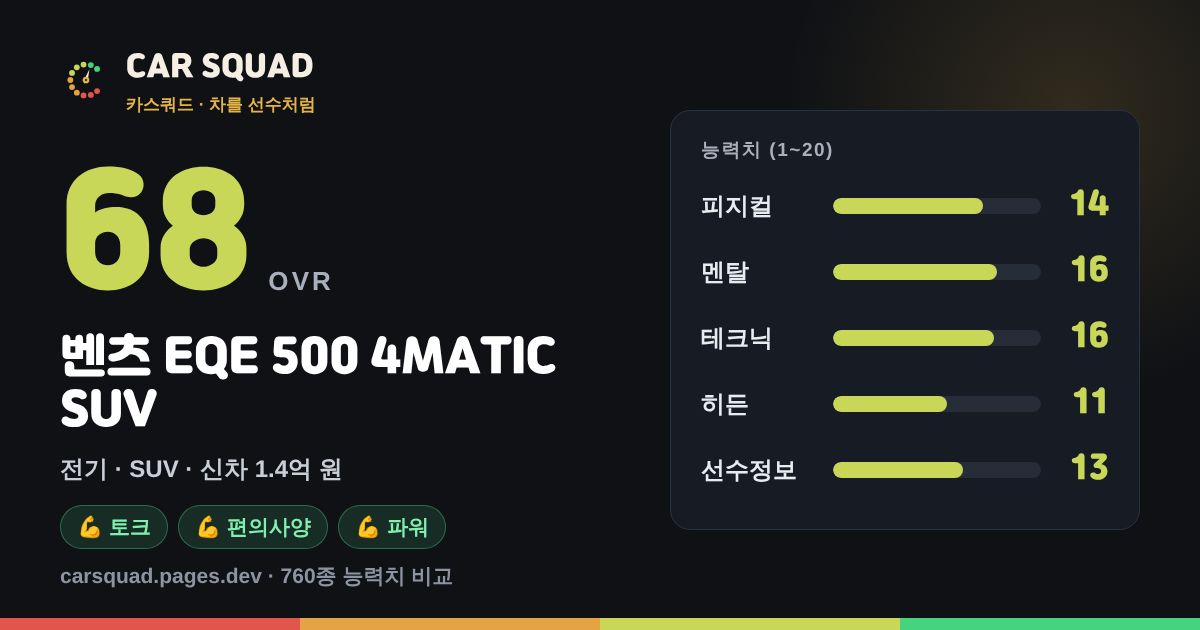 CAR SQUAD
카스쿼드 · 차를 선수처럼
68 OVR
벤츠 EQE 500 4MATIC
SUV
전기 · SUV · 신차 1.4억 원
💪 토크 💪 편의사양 💪 파워
carsquad.pages.dev · 760종 능력치 비교
능력치 (1~20)
피지컬 14
멘탈 16
테크닉 16
히든 11
선수정보 13